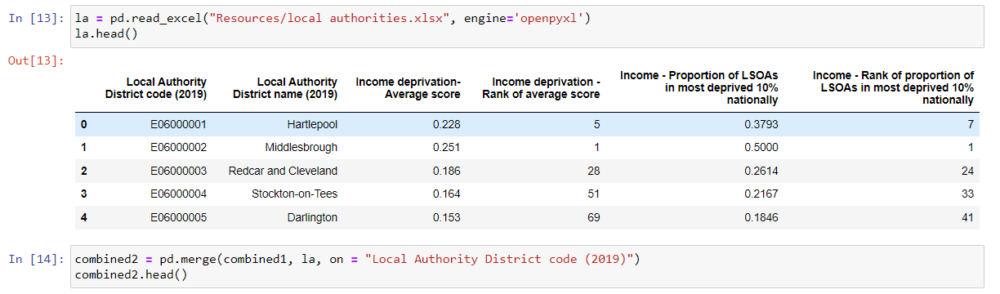 In [13]: la = pd.read_excel("Resources/local authorities.xlsx", engine='openpyxl')
la.head()
Out[13]:
Local Authority District code (2019) Local Authority District name (2019) Income deprivation- Average score Income deprivation - Rank of average score Income - Proportion of LSOAs in most deprived 10% nationally Income - Rank of proportion of LSOAs in most deprived 10% nationally
0 E06000001 Hartlepool 0.228 5 0.3793 7
1 E06000002 Middlesbrough 0.251 1 0.5000 1
2 E06000003 Redcar and Cleveland 0.186 28 0.2614 24
3 E06000004 Stockton-on-Tees 0.164 51 0.2167 33
4 E06000005 Darlington 0.153 69 0.1846 41
In [14]: combined2 = pd.merge(combined1, la, on = "Local Authority District code (2019)")
combined2.head()